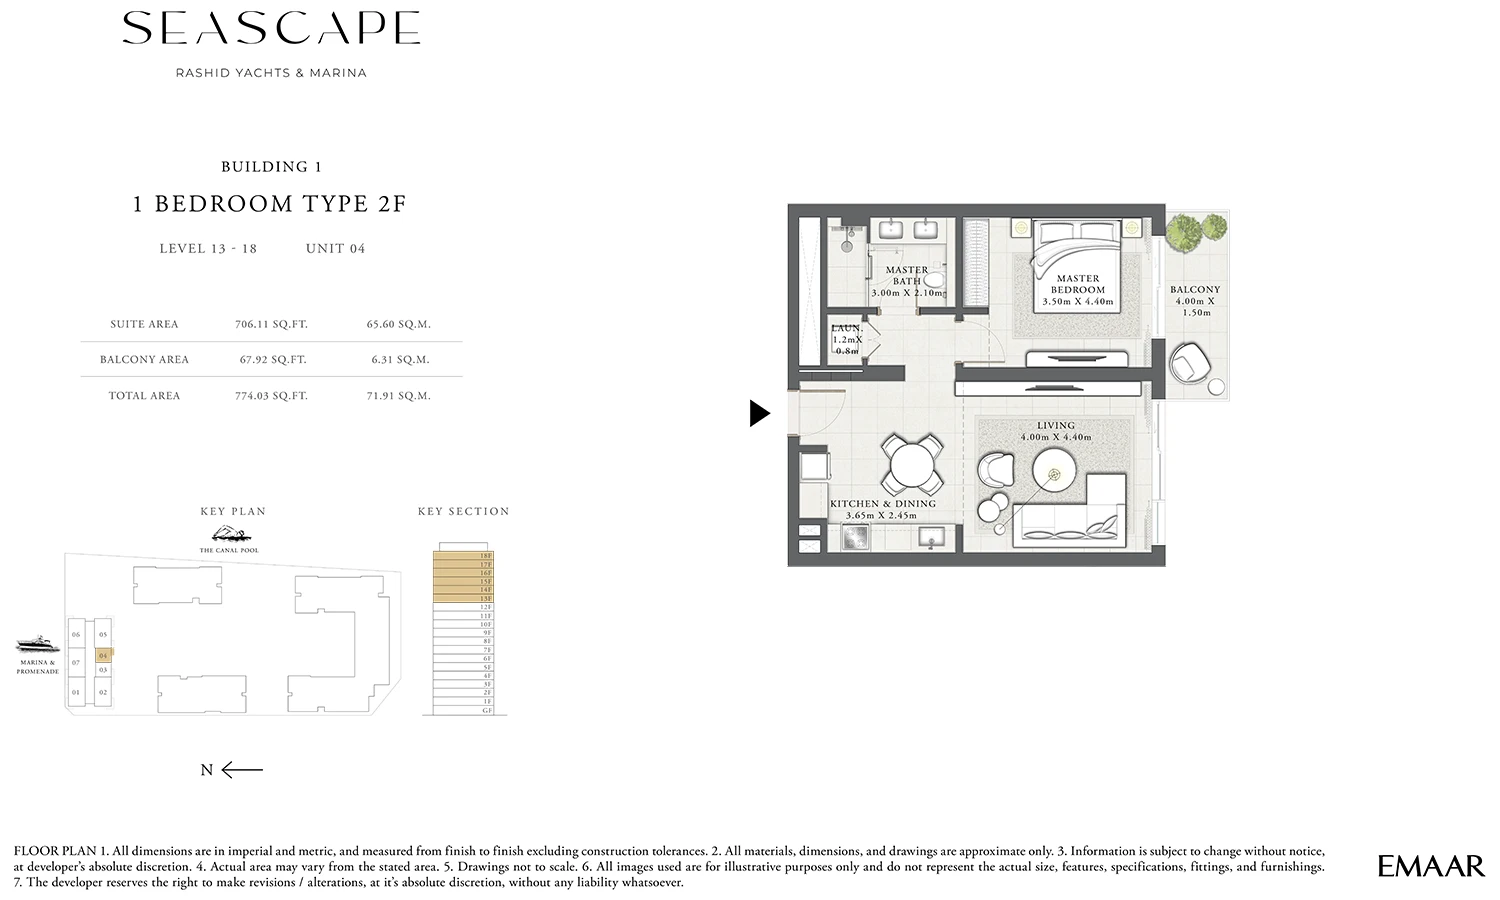 SEASCAPE
RASHID YACHTS & MARINA
BUILDING 1
1 BEDROOM TYPE 2F
LEVEL 13 - 18 UNIT 04
SUITE AREA 706.11 SQ.FT. 65.60 SQ.M.
BALCONY AREA 67.92 SQ.FT. 6.31 SQ.M.
TOTAL AREA 774.03 SQ.FT. 71.91 SQ.M.
KEY PLAN
THE CANAL POOL
MARINA &
PROMENADE
06
05
04
07
03
01
02
N
KEY SECTION
18F
17F
16F
15F
14F
13F
12F
11F
10F
9F
8F
7F
6F
5F
4F
3F
2F
1F
GF
MASTER
BATH
3.00m X 2.10m
MASTER
BEDROOM
3.50m X 4.40m
BALCONY
4.00m X
1.50m
LAUN.
1.2mX
0.8m
LIVING
4.00m X 4.40m
KITCHEN & DINING
3.65m X 2.45m
FLOOR PLAN 1. All dimensions are in imperial and metric, and measured from finish to finish excluding construction tolerances. 2. All materials, dimensions, and drawings are approximate only. 3. Information is subject to change without notice,
at developer's absolute discretion. 4. Actual area may vary from the stated area. 5. Drawings not to scale. 6. All images used are for illustrative purposes only and do not represent the actual size, features, specifications, fittings, and furnishings.
7. The developer reserves the right to make revisions / alterations, at it's absolute discretion, without any liability whatsoever.
EMAAR